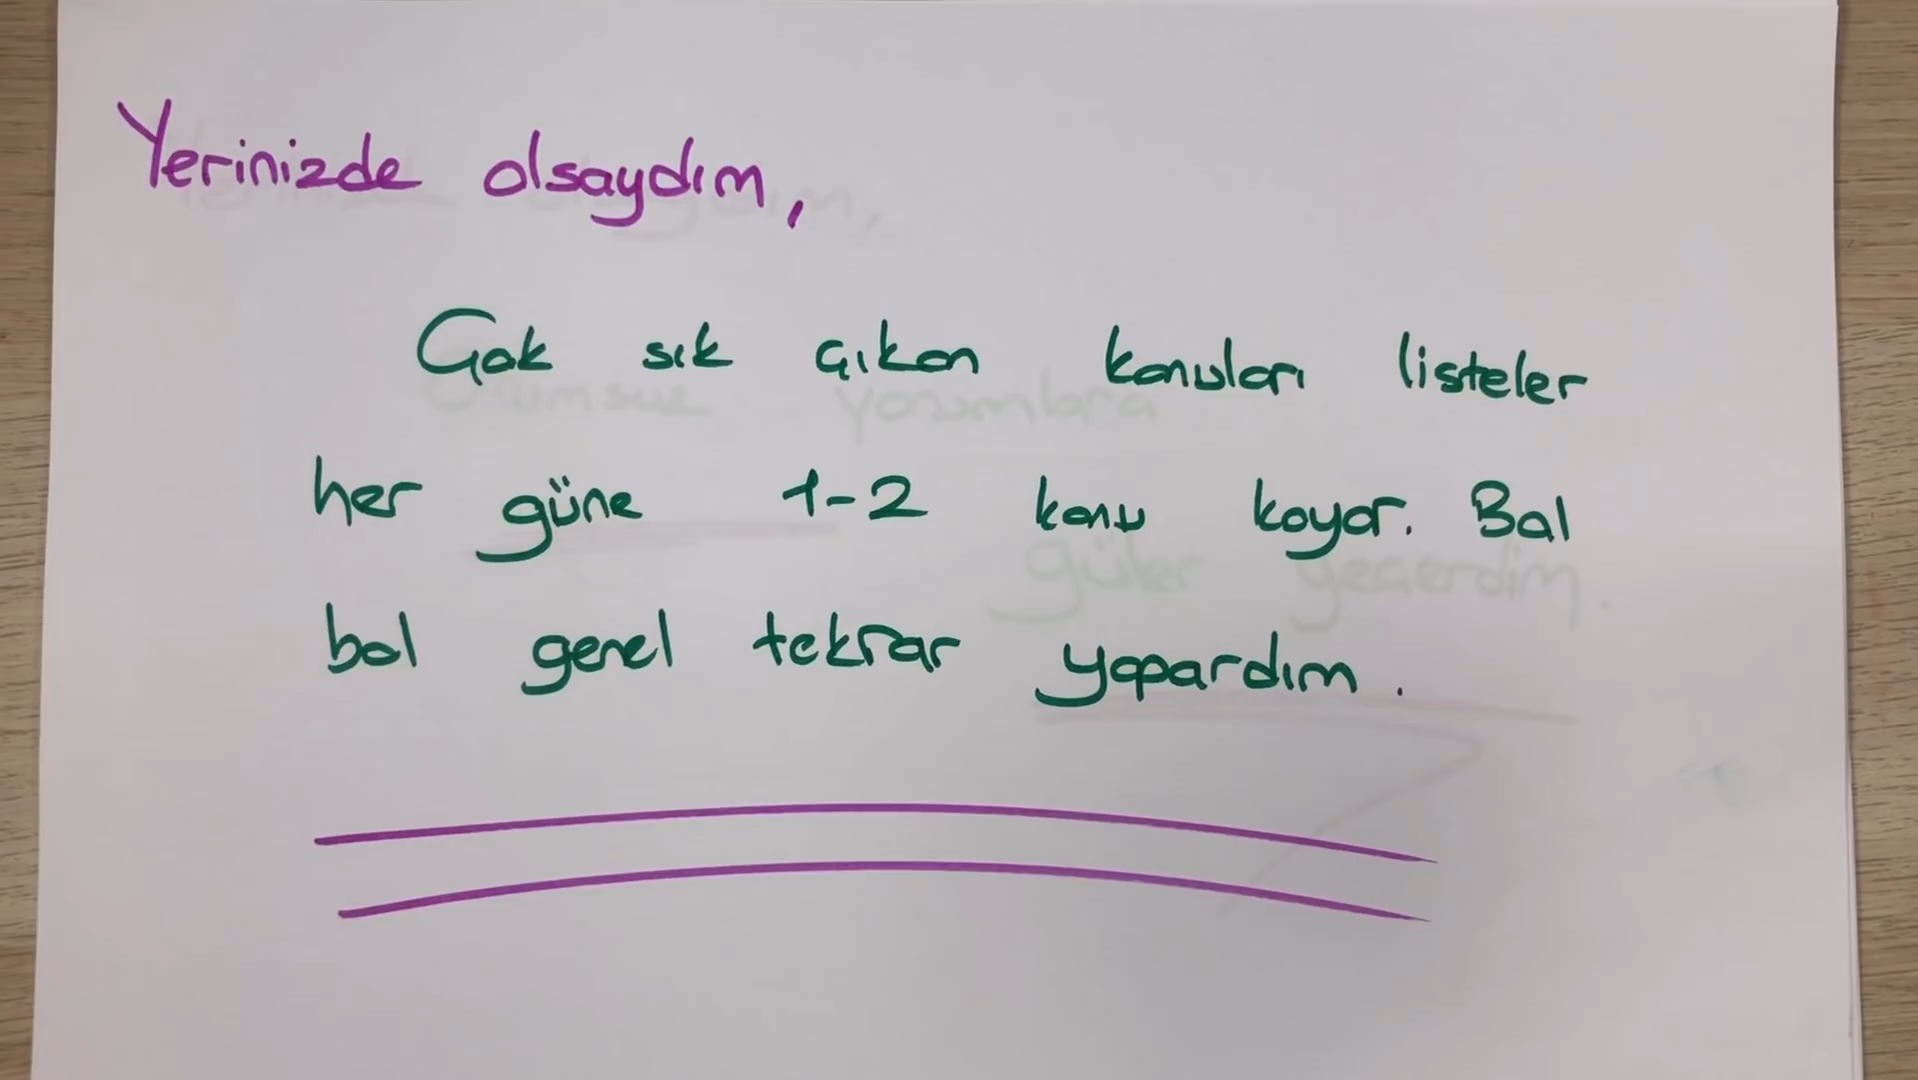 Yerinizde olsaydım,
Çok sık çıkan konuları listeler
her güne 1-2 konu koyar. Bol
bol genel tekrar yapardım.